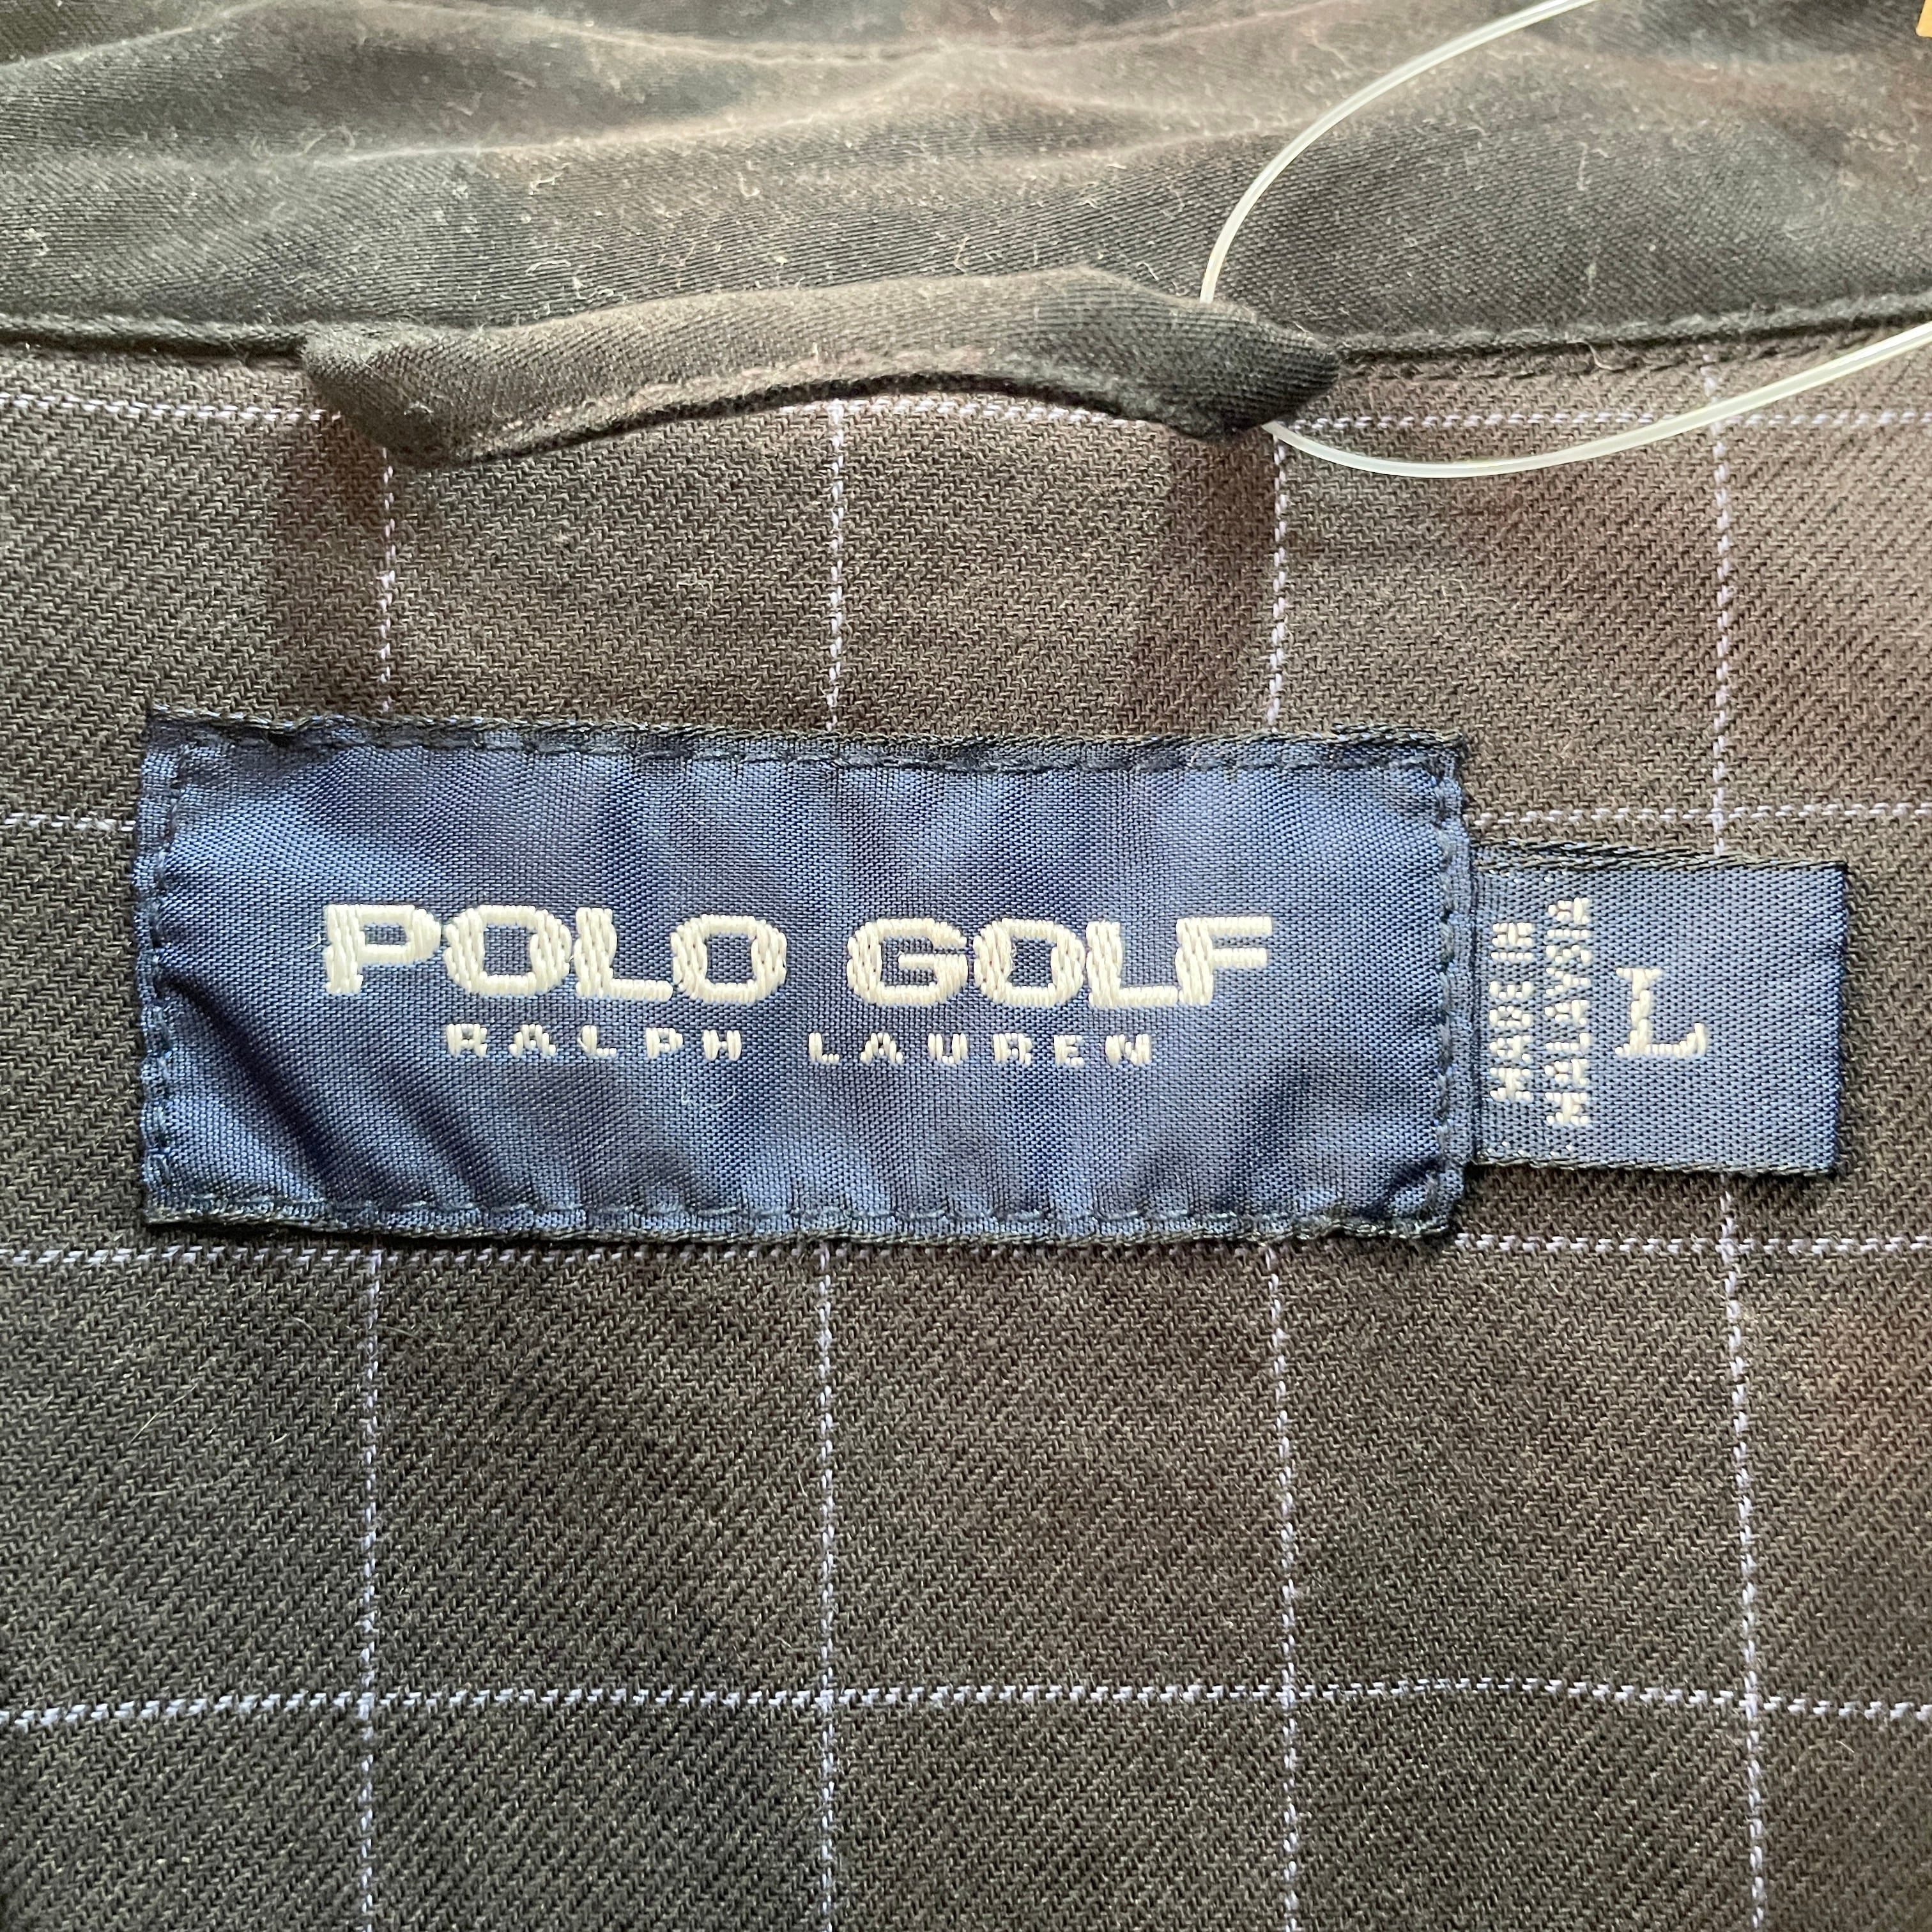 POLO GOLF
RALPH LAUREN
MADE IN
MALAYSIA
L